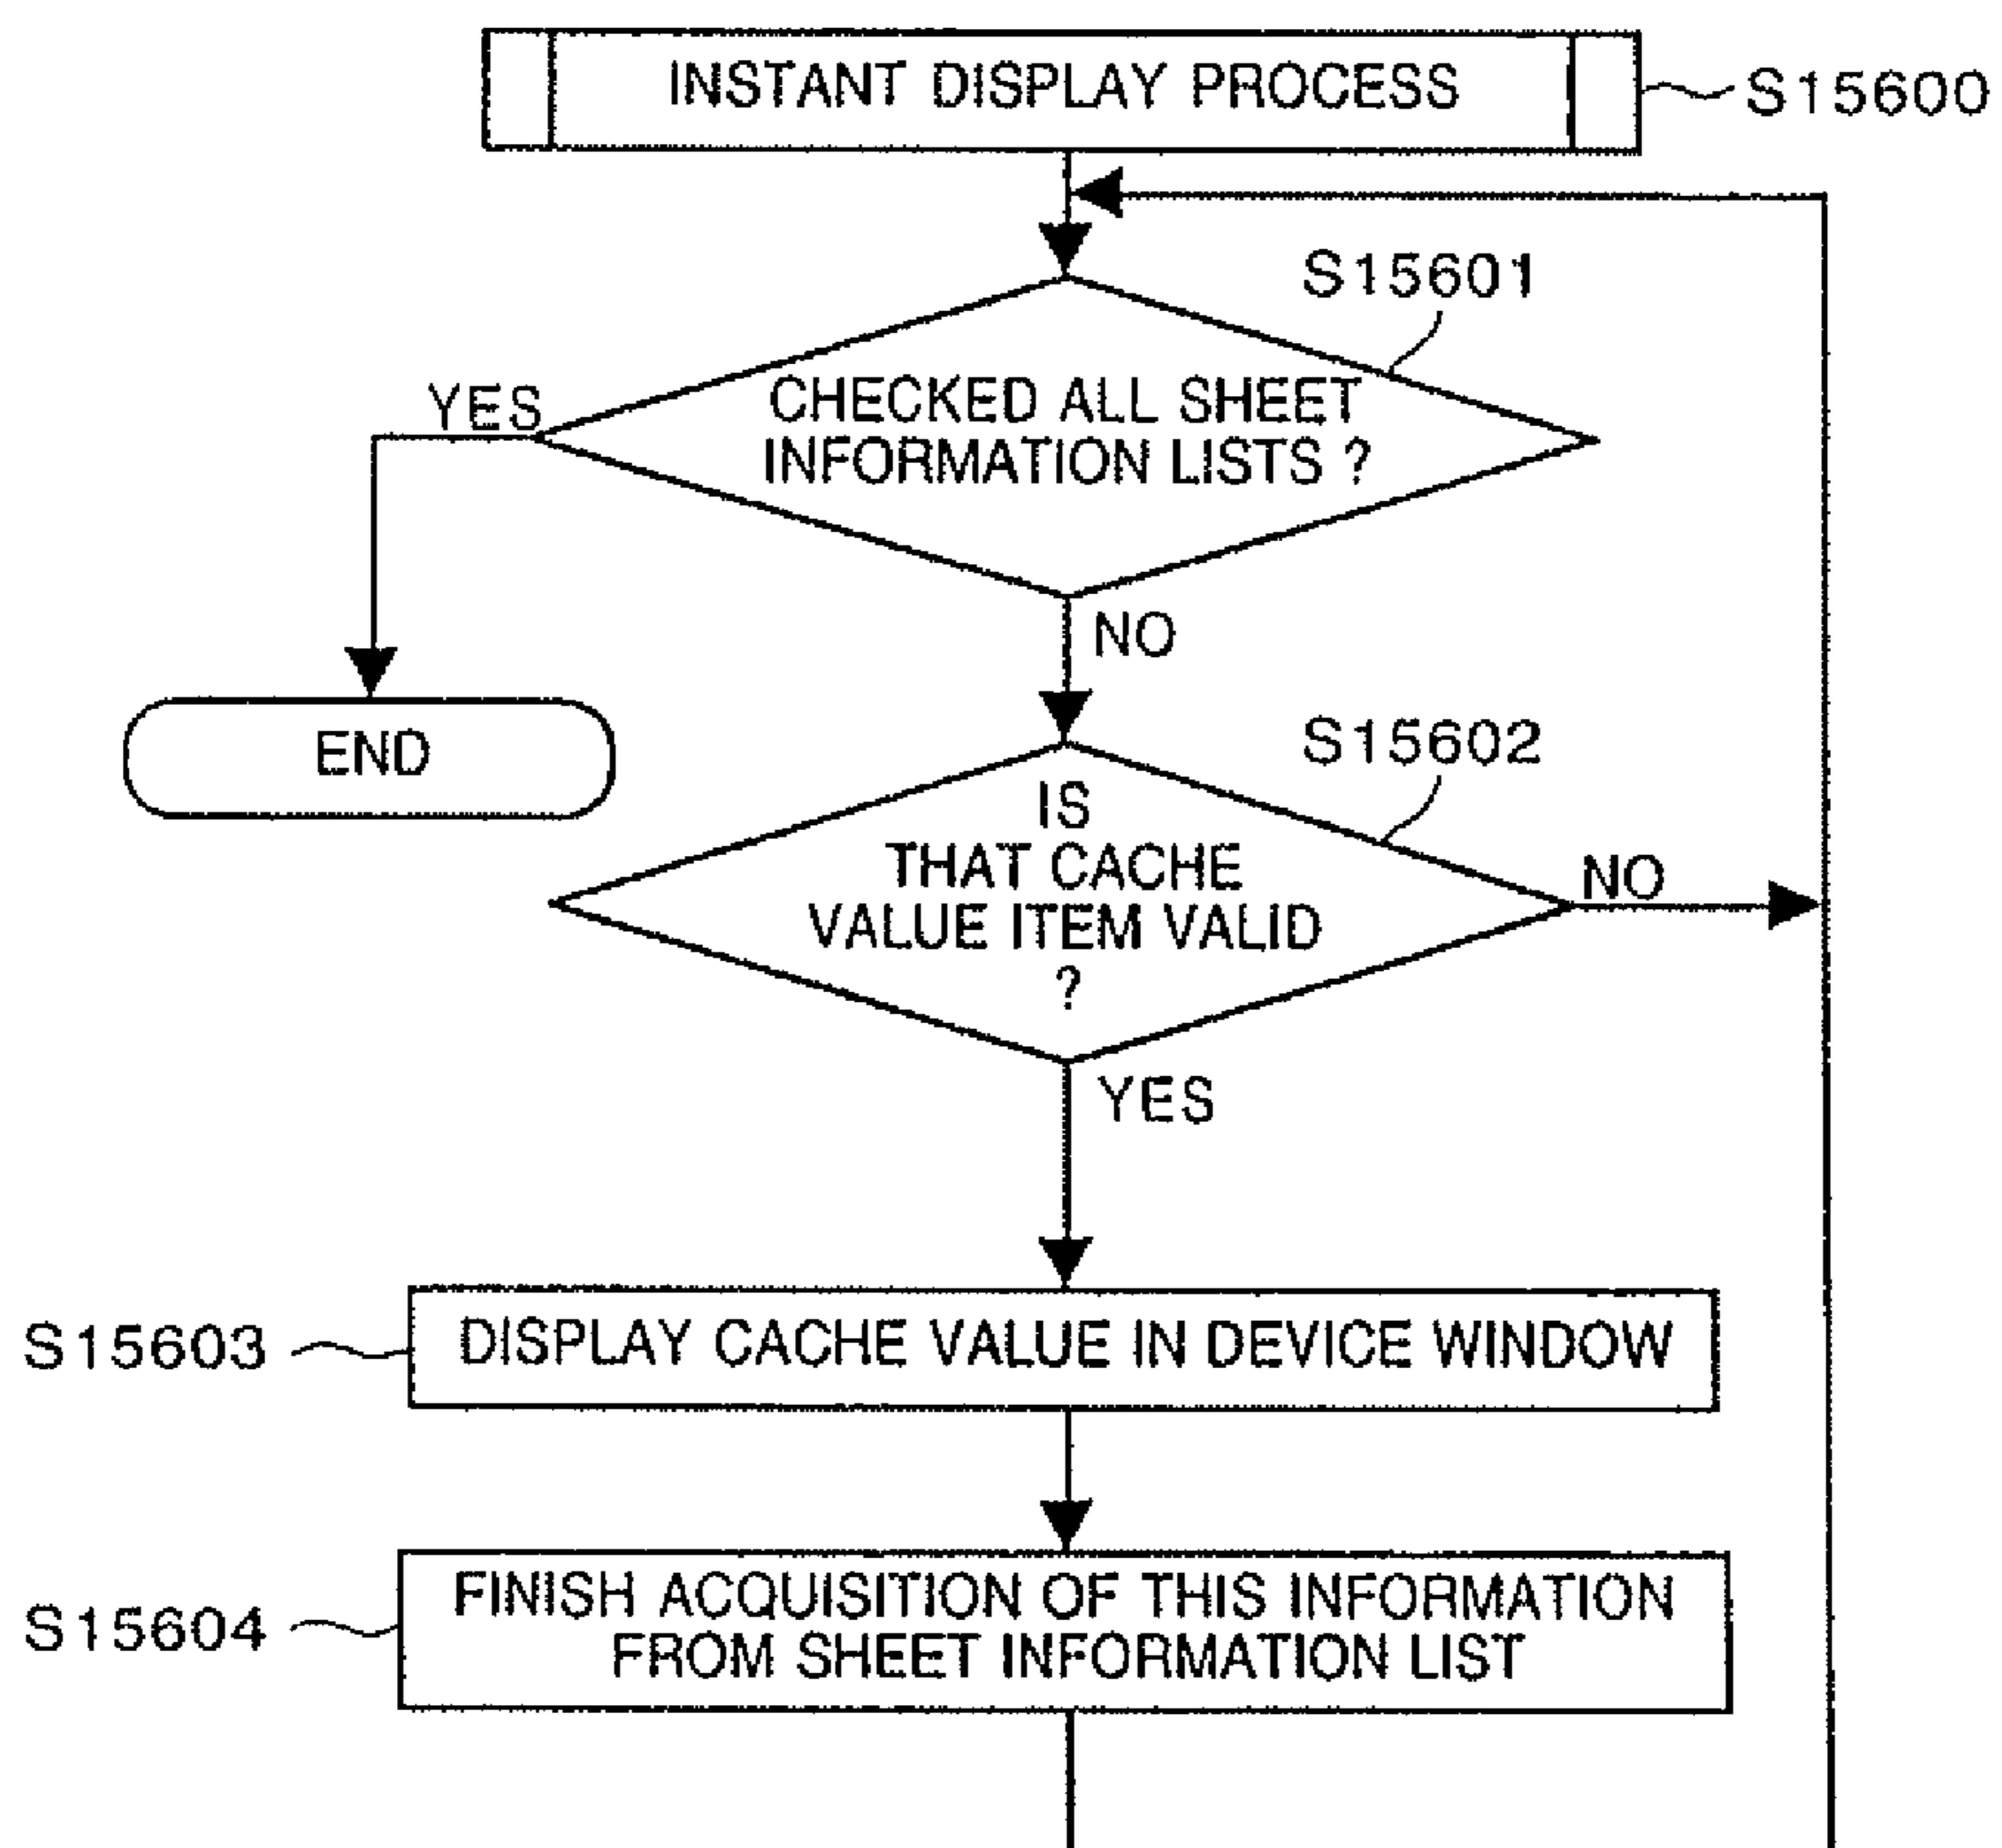 INSTANT DISPLAY PROCESS
S15600
S15601
CHECKED ALL SHEET
INFORMATION LISTS ?
YES
NO
END
S15602
IS
THAT CACHE
VALUE ITEM VALID
?
NO
YES
S15603
DISPLAY CACHE VALUE IN DEVICE WINDOW
S15604
FINISH ACQUISITION OF THIS INFORMATION
FROM SHEET INFORMATION LIST